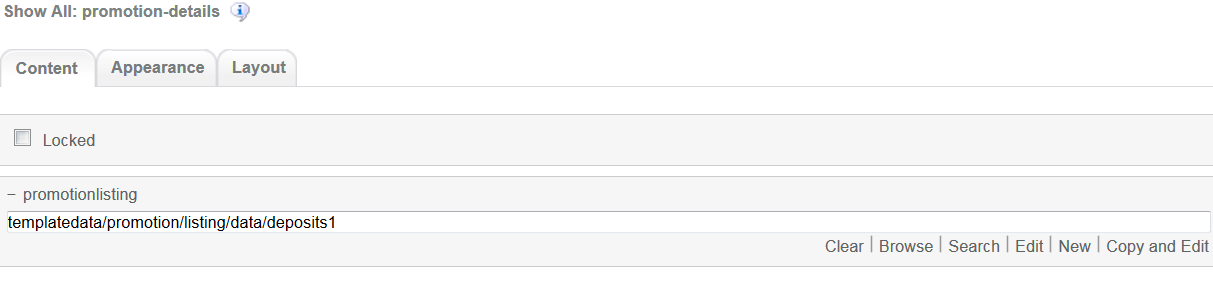 Show All: promotion-details
Content Appearance Layout
Locked
– promotionlisting
templatedata/promotion/listing/data/deposits1
Clear | Browse | Search | Edit | New | Copy and Edit